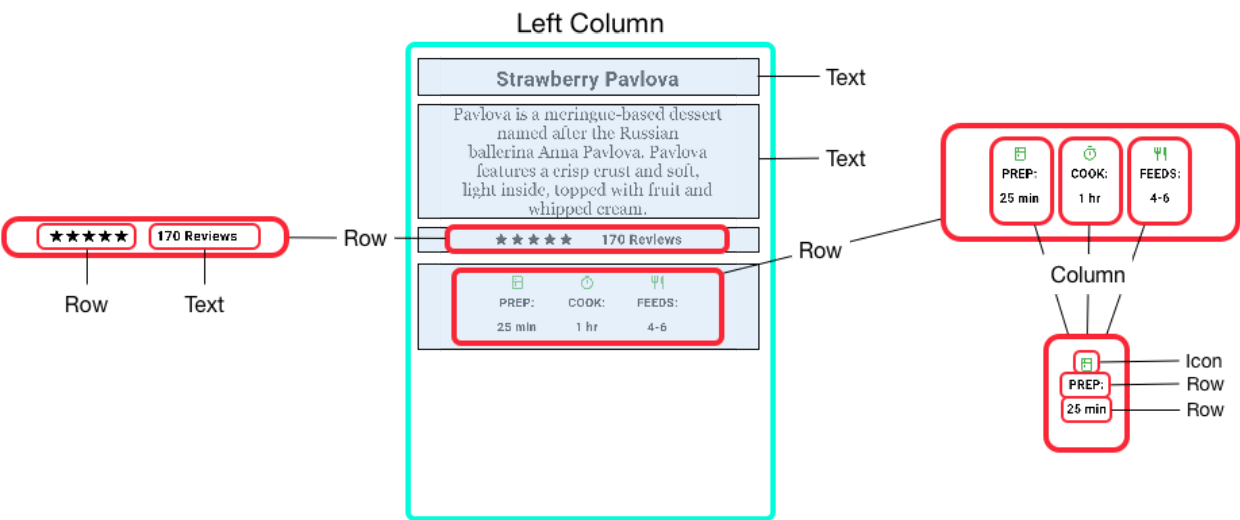 Left Column
Strawberry Pavlova
Text
Pavlova is a meringue-based dessert
named after the Russian
ballerina Anna Pavlova. Pavlova
features a crisp crust and soft,
light inside, topped with fruit and
whipped cream.
Text
★★★★★ 170 Reviews
Row
Text
Row
★★★★★ 170 Reviews
PREP: COOK: FEEDS:
25 min 1 hr 4-6
Row
PREP: COOK: FEEDS:
25 min 1 hr 4-6
Column
Icon
PREP:
Row
25 min
Row